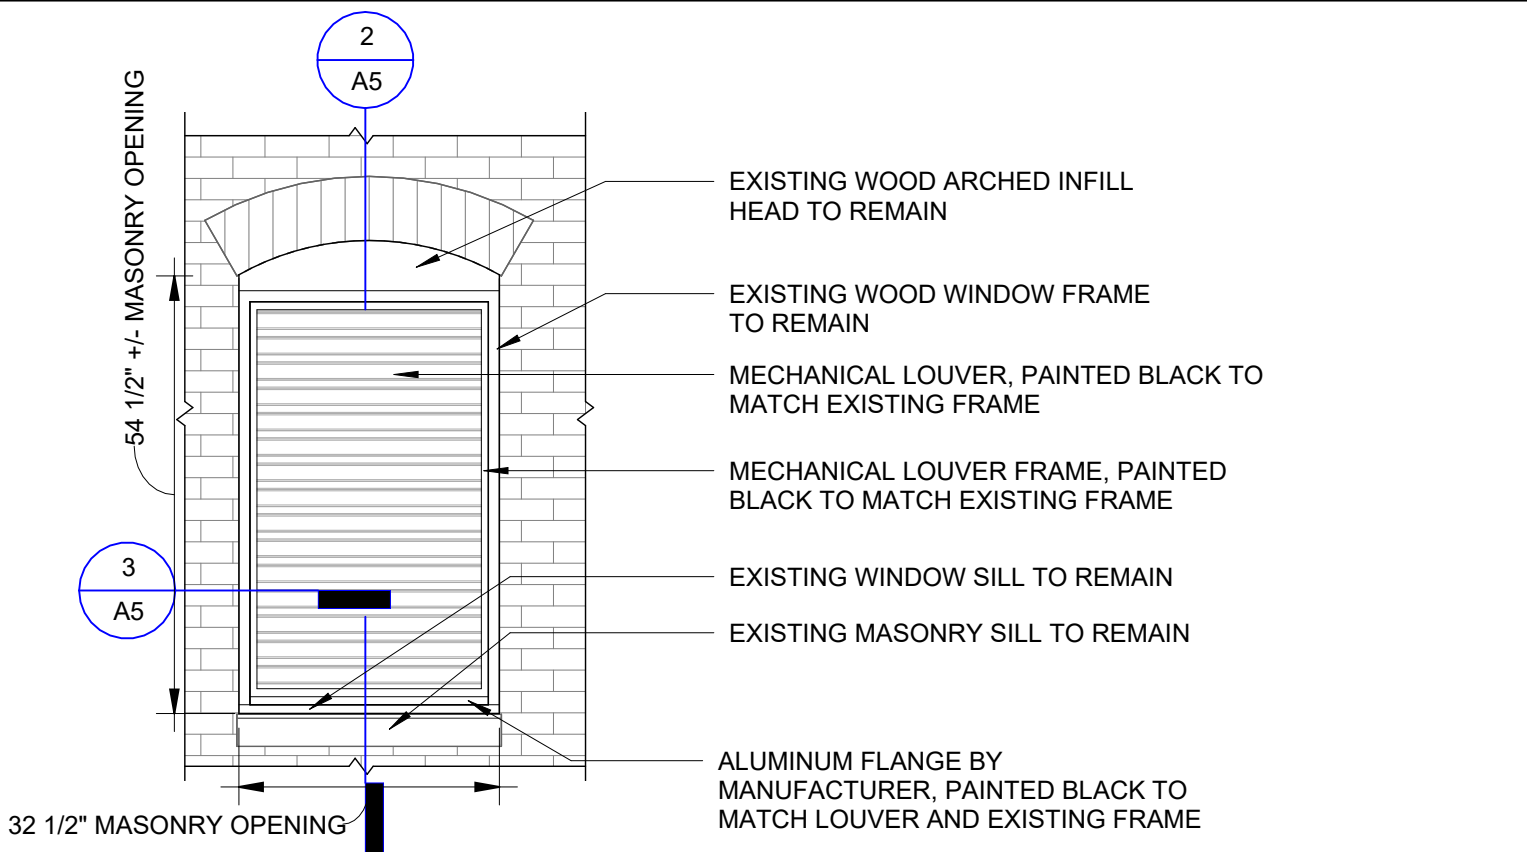 2
A5
54 1/2" +/- MASONRY OPENING
EXISTING WOOD ARCHED INFILL
HEAD TO REMAIN
EXISTING WOOD WINDOW FRAME
TO REMAIN
MECHANICAL LOUVER, PAINTED BLACK TO
MATCH EXISTING FRAME
MECHANICAL LOUVER FRAME, PAINTED
BLACK TO MATCH EXISTING FRAME
3
A5
EXISTING WINDOW SILL TO REMAIN
EXISTING MASONRY SILL TO REMAIN
ALUMINUM FLANGE BY
MANUFACTURER, PAINTED BLACK TO
MATCH LOUVER AND EXISTING FRAME
32 1/2" MASONRY OPENING